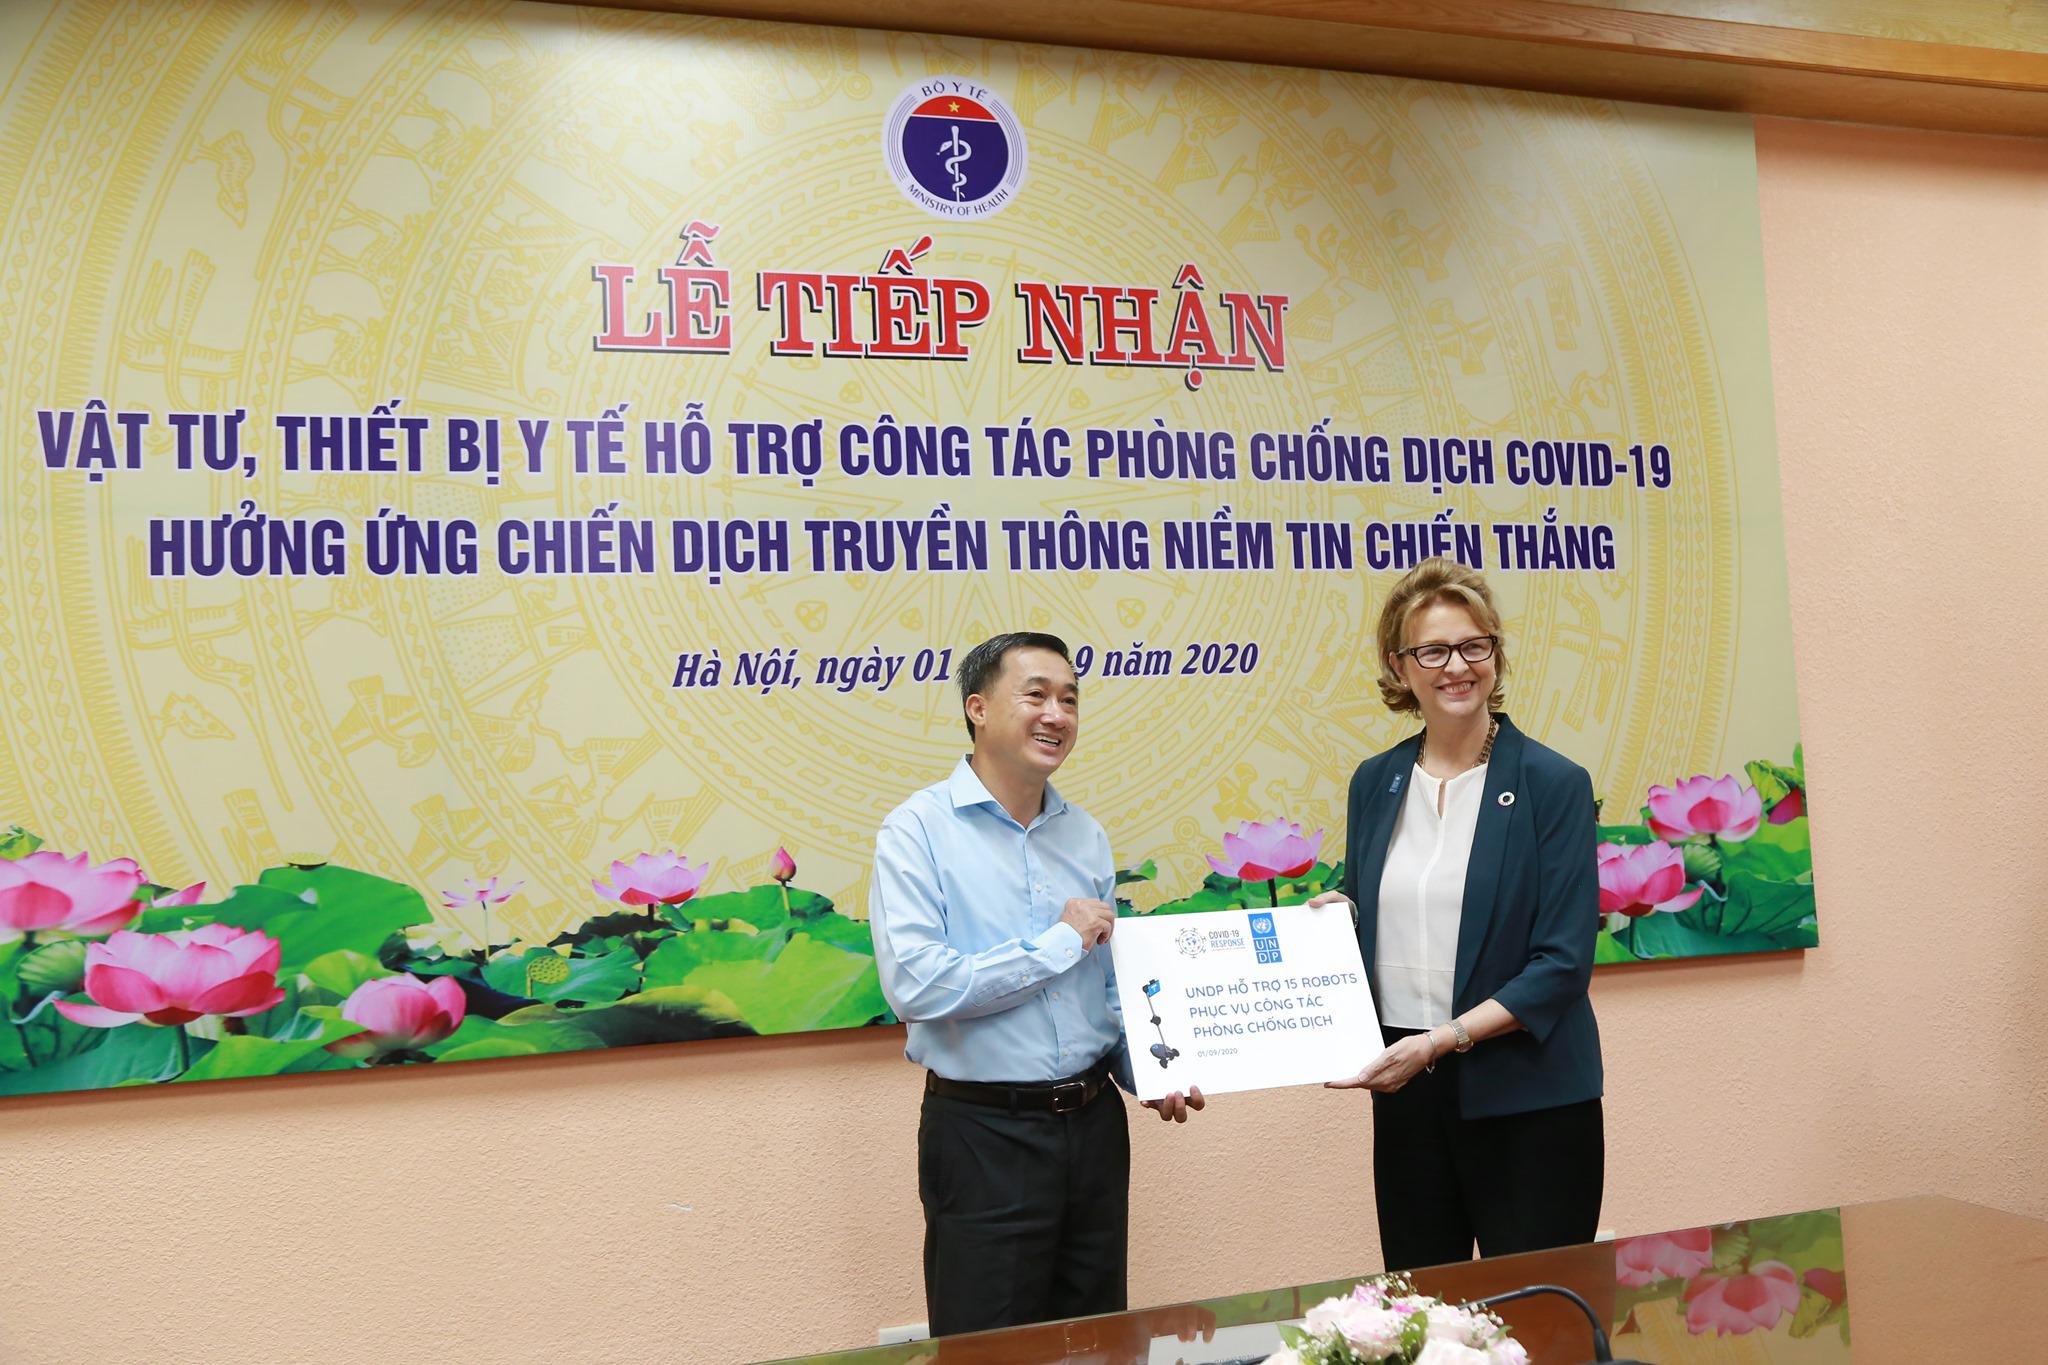 BỘ Y TẾ
MINISTRY OF HEALTH
LỄ TIẾP NHẬN
VẬT TƯ, THIẾT BỊ Y TẾ HỖ TRỢ CÔNG TÁC PHÒNG CHỐNG DỊCH COVID-19
HƯỞNG ỨNG CHIẾN DỊCH TRUYỀN THÔNG NIỀM TIN CHIẾN THẮNG
Hà Nội, ngày 01 9 năm 2020
COVID-19
RESPONSE
UN
DP
UNDP HỖ TRỢ 15 ROBOTS
PHỤC VỤ CÔNG TÁC
PHÒNG CHỐNG DỊCH
01/09/2020